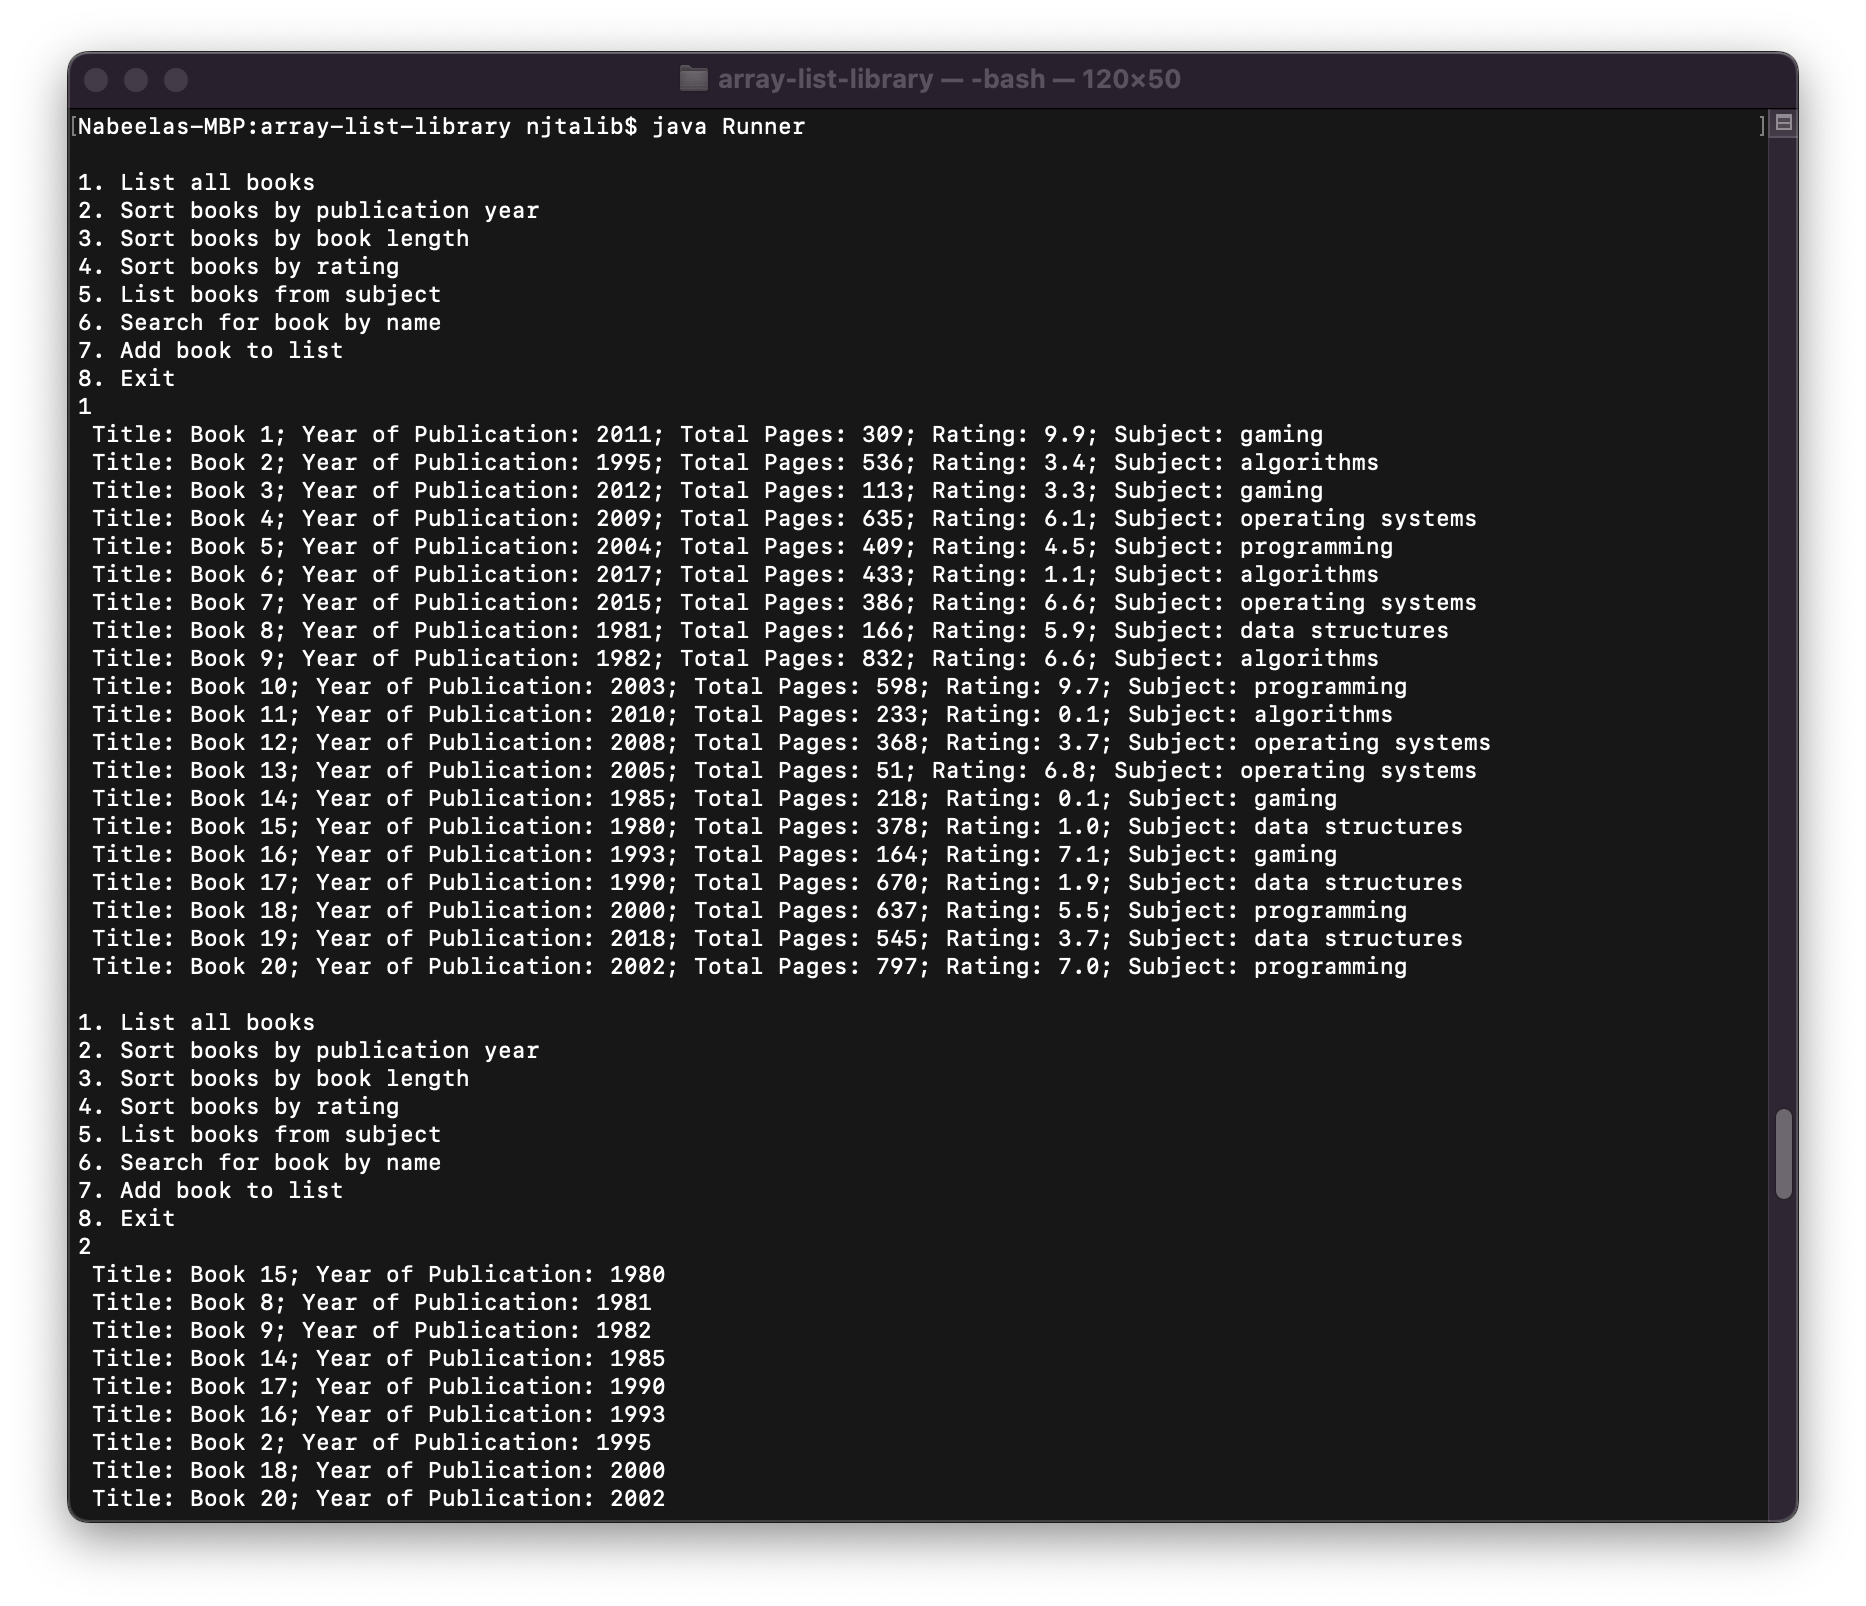 array-list-library — -bash — 120×50
[Nabeelas-MBP:array-list-library njtalib$ java Runner ]
1. List all books
2. Sort books by publication year
3. Sort books by book length
4. Sort books by rating
5. List books from subject
6. Search for book by name
7. Add book to list
8. Exit
1
Title: Book 1; Year of Publication: 2011; Total Pages: 309; Rating: 9.9; Subject: gaming
Title: Book 2; Year of Publication: 1995; Total Pages: 536; Rating: 3.4; Subject: algorithms
Title: Book 3; Year of Publication: 2012; Total Pages: 113; Rating: 3.3; Subject: gaming
Title: Book 4; Year of Publication: 2009; Total Pages: 635; Rating: 6.1; Subject: operating systems
Title: Book 5; Year of Publication: 2004; Total Pages: 409; Rating: 4.5; Subject: programming
Title: Book 6; Year of Publication: 2017; Total Pages: 433; Rating: 1.1; Subject: algorithms
Title: Book 7; Year of Publication: 2015; Total Pages: 386; Rating: 6.6; Subject: operating systems
Title: Book 8; Year of Publication: 1981; Total Pages: 166; Rating: 5.9; Subject: data structures
Title: Book 9; Year of Publication: 1982; Total Pages: 832; Rating: 6.6; Subject: algorithms
Title: Book 10; Year of Publication: 2003; Total Pages: 598; Rating: 9.7; Subject: programming
Title: Book 11; Year of Publication: 2010; Total Pages: 233; Rating: 0.1; Subject: algorithms
Title: Book 12; Year of Publication: 2008; Total Pages: 368; Rating: 3.7; Subject: operating systems
Title: Book 13; Year of Publication: 2005; Total Pages: 51; Rating: 6.8; Subject: operating systems
Title: Book 14; Year of Publication: 1985; Total Pages: 218; Rating: 0.1; Subject: gaming
Title: Book 15; Year of Publication: 1980; Total Pages: 378; Rating: 1.0; Subject: data structures
Title: Book 16; Year of Publication: 1993; Total Pages: 164; Rating: 7.1; Subject: gaming
Title: Book 17; Year of Publication: 1990; Total Pages: 670; Rating: 1.9; Subject: data structures
Title: Book 18; Year of Publication: 2000; Total Pages: 637; Rating: 5.5; Subject: programming
Title: Book 19; Year of Publication: 2018; Total Pages: 545; Rating: 3.7; Subject: data structures
Title: Book 20; Year of Publication: 2002; Total Pages: 797; Rating: 7.0; Subject: programming
1. List all books
2. Sort books by publication year
3. Sort books by book length
4. Sort books by rating
5. List books from subject
6. Search for book by name
7. Add book to list
8. Exit
2
Title: Book 15; Year of Publication: 1980
Title: Book 8; Year of Publication: 1981
Title: Book 9; Year of Publication: 1982
Title: Book 14; Year of Publication: 1985
Title: Book 17; Year of Publication: 1990
Title: Book 16; Year of Publication: 1993
Title: Book 2; Year of Publication: 1995
Title: Book 18; Year of Publication: 2000
Title: Book 20; Year of Publication: 2002